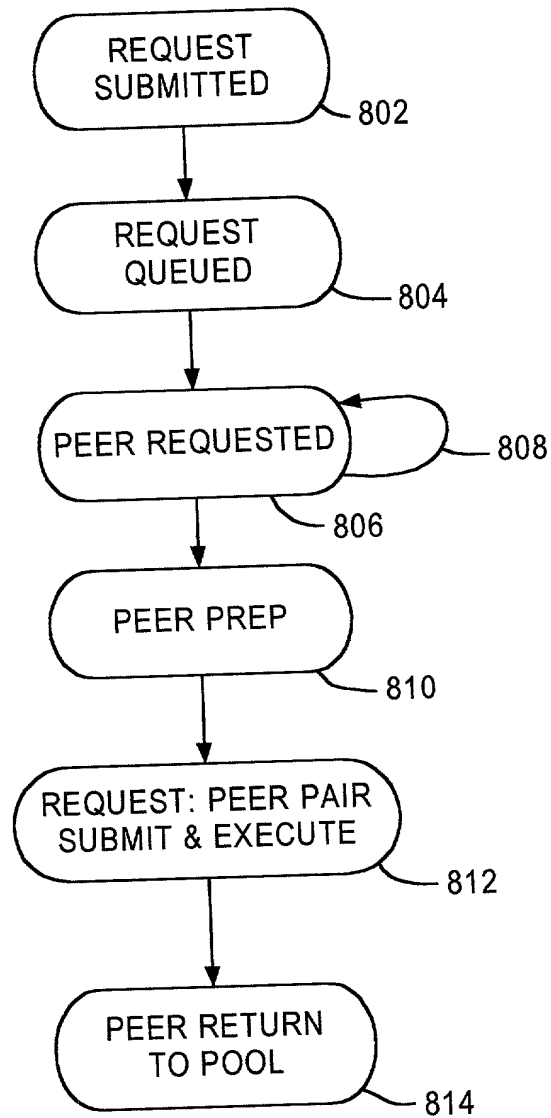 REQUEST
SUBMITTED
802
REQUEST
QUEUED
804
PEER REQUESTED
808
806
PEER PREP
810
REQUEST: PEER PAIR
SUBMIT & EXECUTE
812
PEER RETURN
TO POOL
814